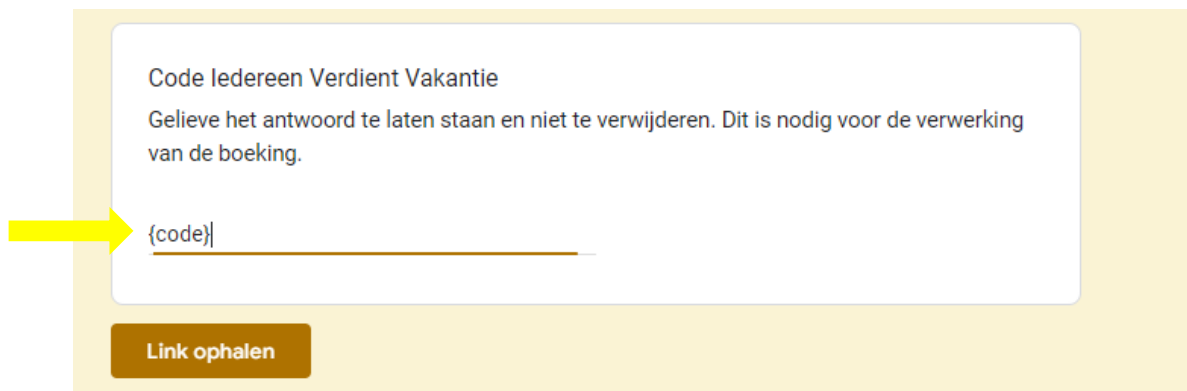 Code Iedereen Verdient Vakantie
Gelieve het antwoord te laten staan en niet te verwijderen. Dit is nodig voor de verwerking
van de boeking.
{code}
Link ophalen